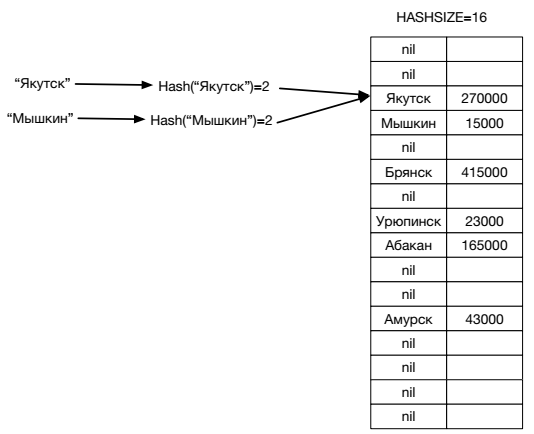 HASHSIZE=16
nil
nil
“Якутск” Hash(“Якутск”)=2 Якутск 270000
“Мышкин” Hash(“Мышкин”)=2 Мышкин 15000
nil
Брянск 415000
nil
Урюпинск 23000
Абакан 165000
nil
nil
Амурск 43000
nil
nil
nil
nil